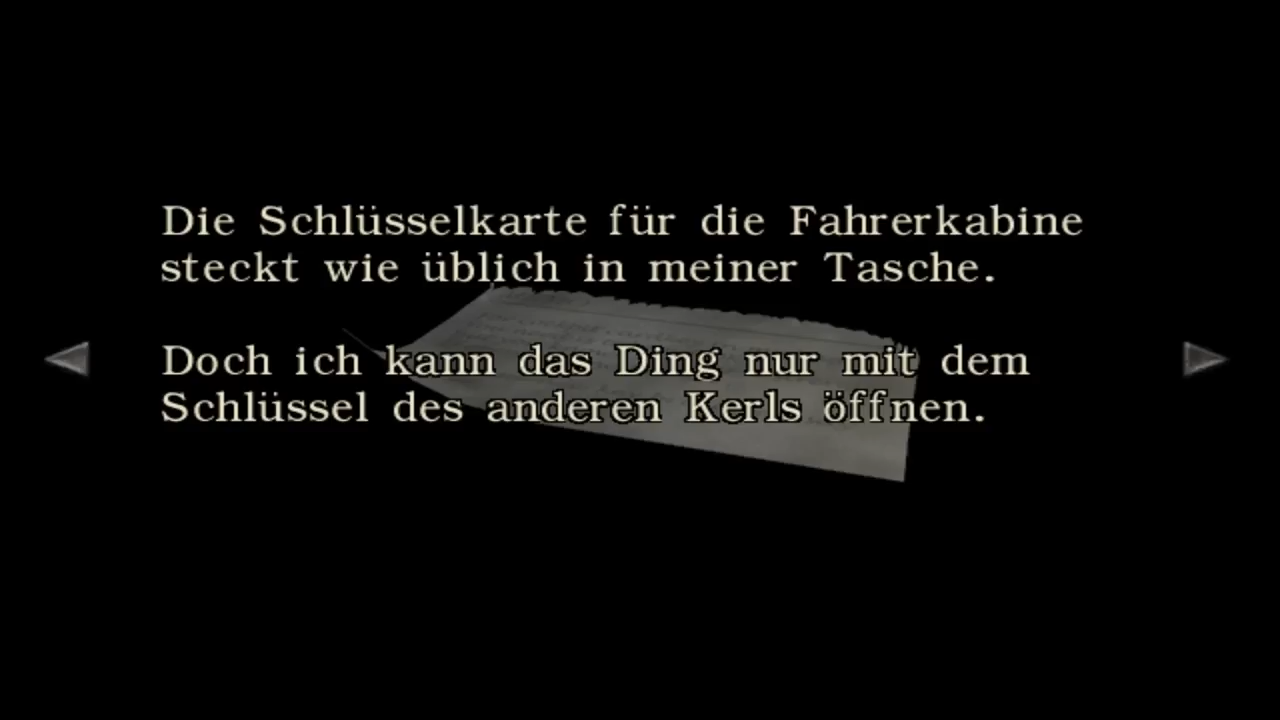 Die Schlüsselkarte für die Fahrerkabine
steckt wie üblich in meiner Tasche.
Doch ich kann das Ding nur mit dem
Schlüssel des anderen Kerls öffnen.